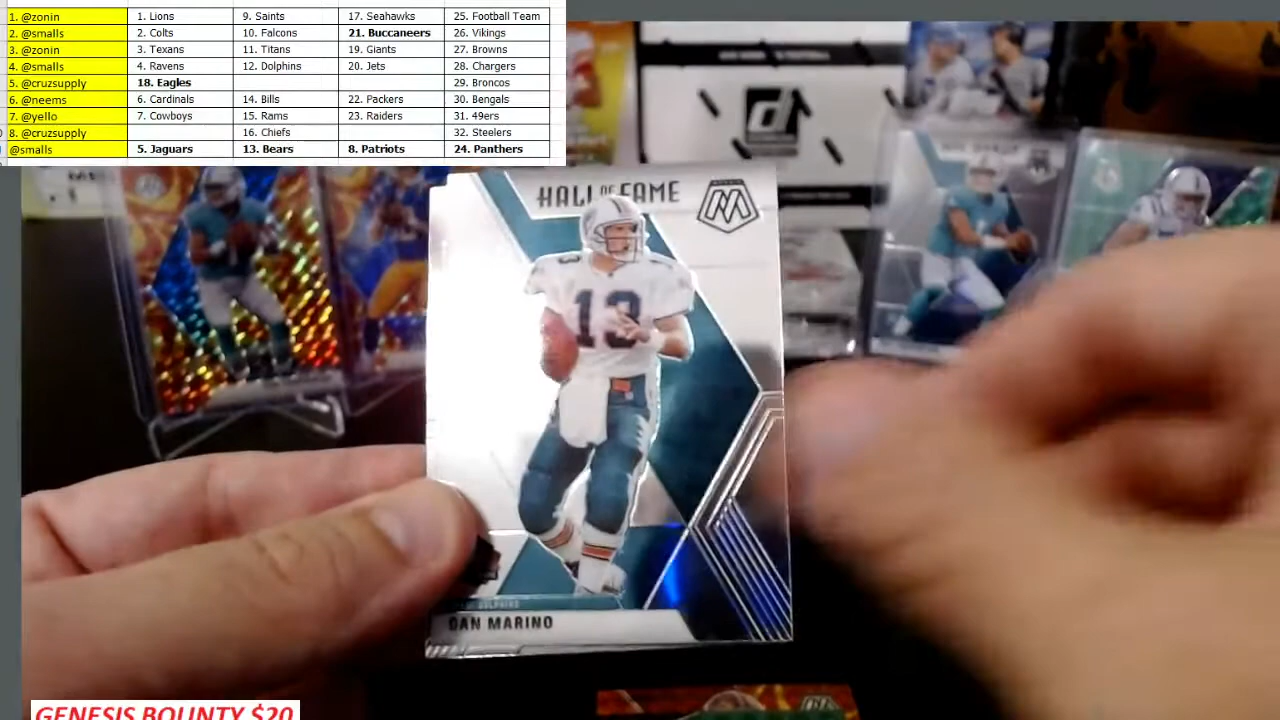 1. @zonin 1. Lions 9. Saints 17. Seahawks 25. Football Team
2. @smalls 2. Colts 10. Falcons 21. Buccaneers 26. Vikings
3. @zonin 3. Texans 11. Titans 19. Giants 27. Browns
4. @smalls 4. Ravens 12. Dolphins 20. Jets 28. Chargers
5. @cruzsupply 18. Eagles 29. Broncos
6. @neems 6. Cardinals 14. Bills 22. Packers 30. Bengals
7. @yello 7. Cowboys 15. Rams 23. Raiders 31. 49ers
8. @cruzsupply 16. Chiefs 32. Steelers
@smalls 5. Jaguars 13. Bears 8. Patriots 24. Panthers
HALL OF FAME
13
DOLPHINS
DAN MARINO
GENESIS BOUNTY $20